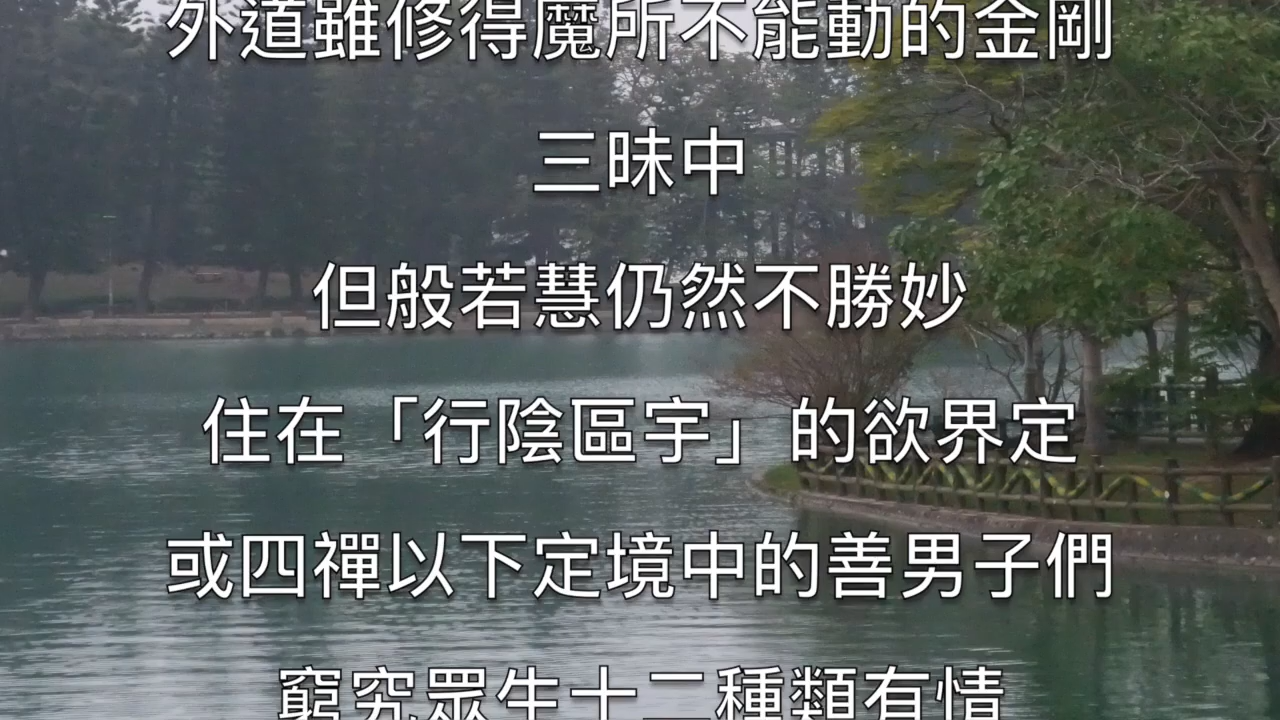 外道雖修得魔所不能動的金剛
三昧中
但般若慧仍然不勝妙
住在「行陰區宇」的欲界定
或四禪以下定境中的善男子們
窮究眾生十二種類有情